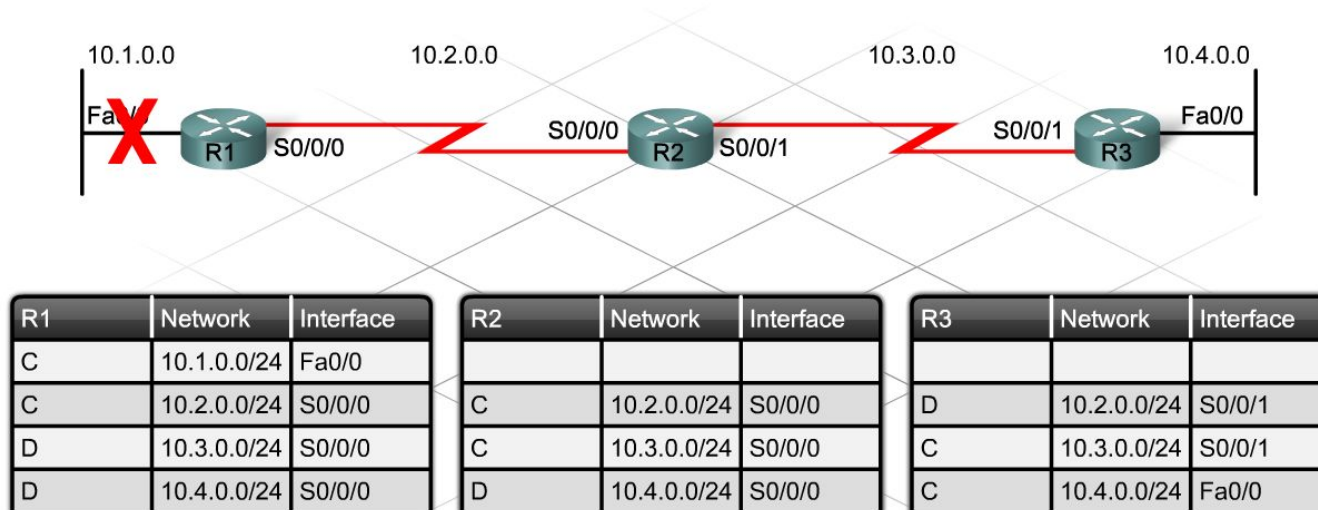 10.1.0.0 10.2.0.0 10.3.0.0 10.4.0.0
S0/0/0 S0/0/1 Fa0/0
R1 S0/0/0 R2 S0/0/1 R3
R1 Network Interface R2 Network Interface R3 Network Interface
C 10.1.0.0/24 Fa0/0
C 10.2.0.0/24 S0/0/0 C 10.2.0.0/24 S0/0/0 D 10.2.0.0/24 S0/0/1
D 10.3.0.0/24 S0/0/0 C 10.3.0.0/24 S0/0/0 C 10.3.0.0/24 S0/0/1
D 10.4.0.0/24 S0/0/0 D 10.4.0.0/24 S0/0/0 C 10.4.0.0/24 Fa0/0